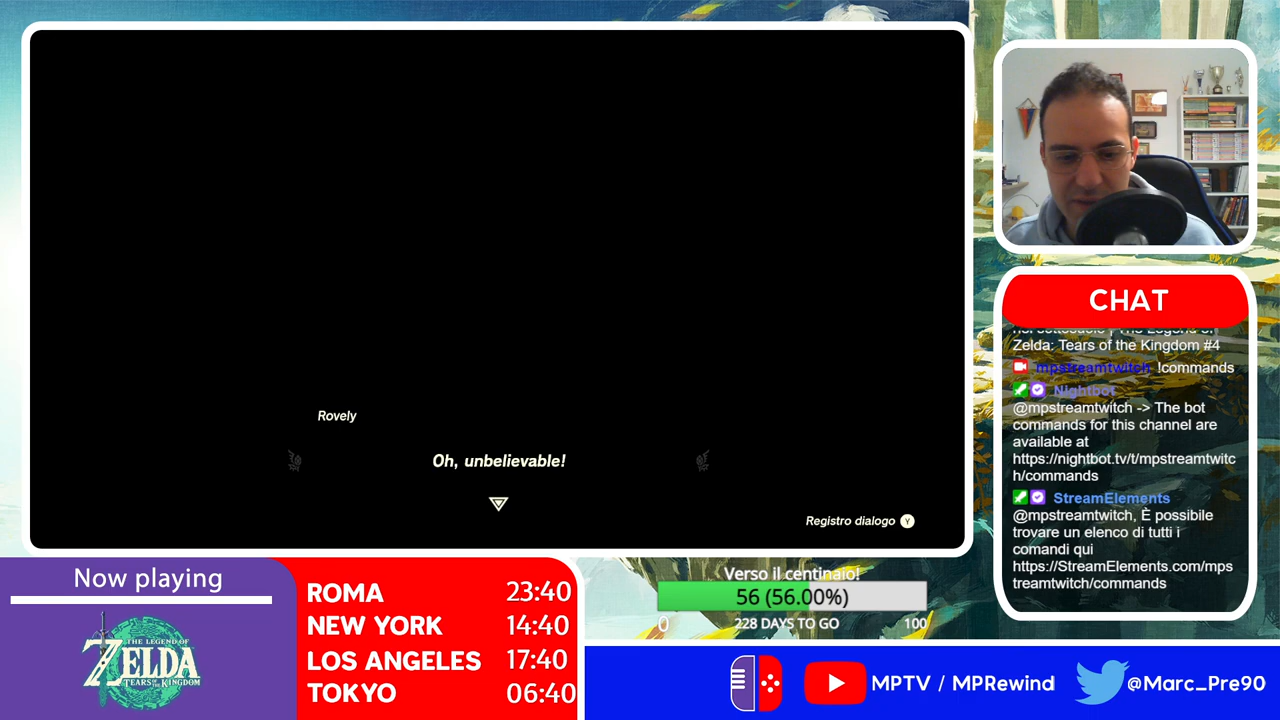 Rovely
Oh, unbelievable!
Registro dialogo Y
CHAT
Zelda: Tears of the Kingdom #4
mpstreamtwitch !commands
Nightbot
@mpstreamtwitch -> The bot
commands for this channel are
available at
https://nightbot.tv/t/mpstreamtwitc
h/commands
StreamElements
@mpstreamtwitch, È possibile
trovare un elenco di tutti i
comandi qui
https://StreamElements.com/mps
treamtwitch/commands
Now playing
THE LEGEND OF
ZELDA
TEARS OF THE KINGDOM
ROMA 23:40
NEW YORK 14:40
LOS ANGELES 17:40
TOKYO 06:40
Verso il centinaio!
56 (56.00%)
0 228 DAYS TO GO 100
MPTV / MPRewind
@Marc_Pre90